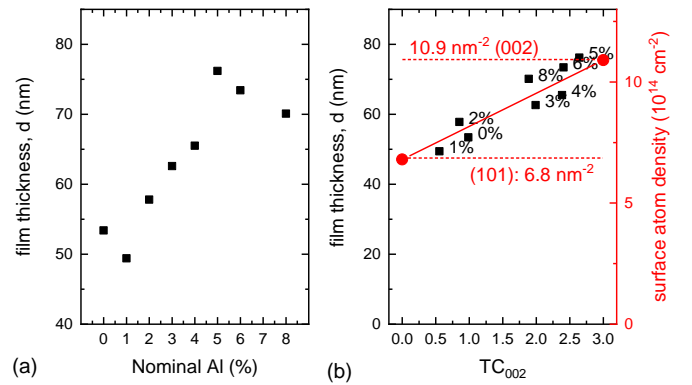 film thickness, d (nm)
80
70
60
50
40
0 1 2 3 4 5 6 7 8
Nominal Al (%)
(a)
film thickness, d (nm)
80
60
40
20
0
10.9 nm⁻² (002)
5%
6%
8%
4%
3%
2%
0%
1%
(101): 6.8 nm⁻²
0.0 0.5 1.0 1.5 2.0 2.5 3.0
TC₀₀₂
(b)
10
5
0
surface atom density (10¹⁴ cm⁻²)